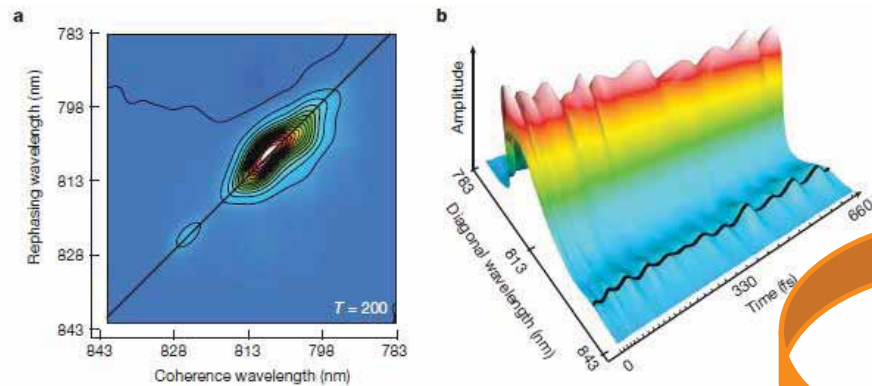 a
783
798
813
828
843
Rephasing wavelength (nm)
T = 200
843 828 813 798 783
Coherence wavelength (nm)
b
Amplitude
783
813
843
Diagonal wavelength (nm)
0
330
660
Time (fs)